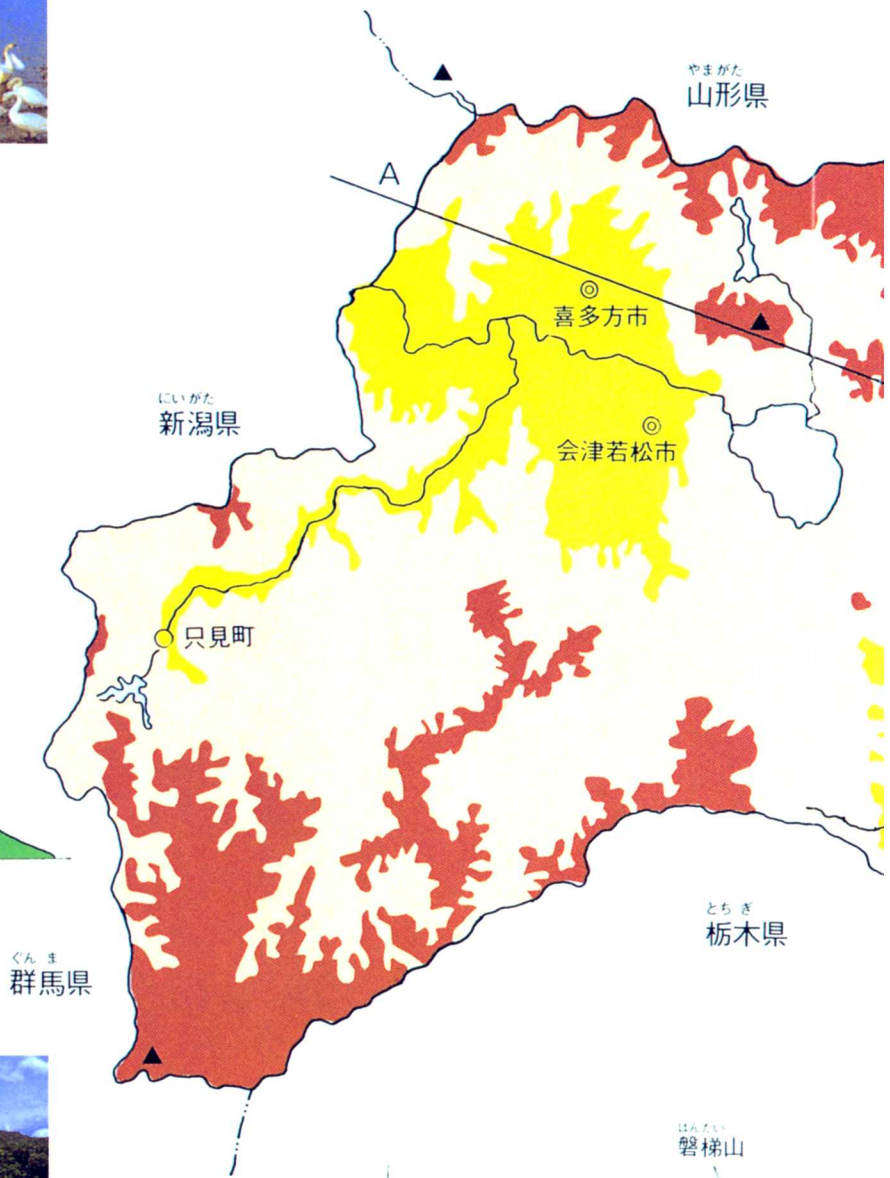 やまがた
山形県
A
喜多方市
にいがた
新潟県
会津若松市
只見町
とちぎ
栃木県
ぐんま
群馬県
ばんだい
磐梯山